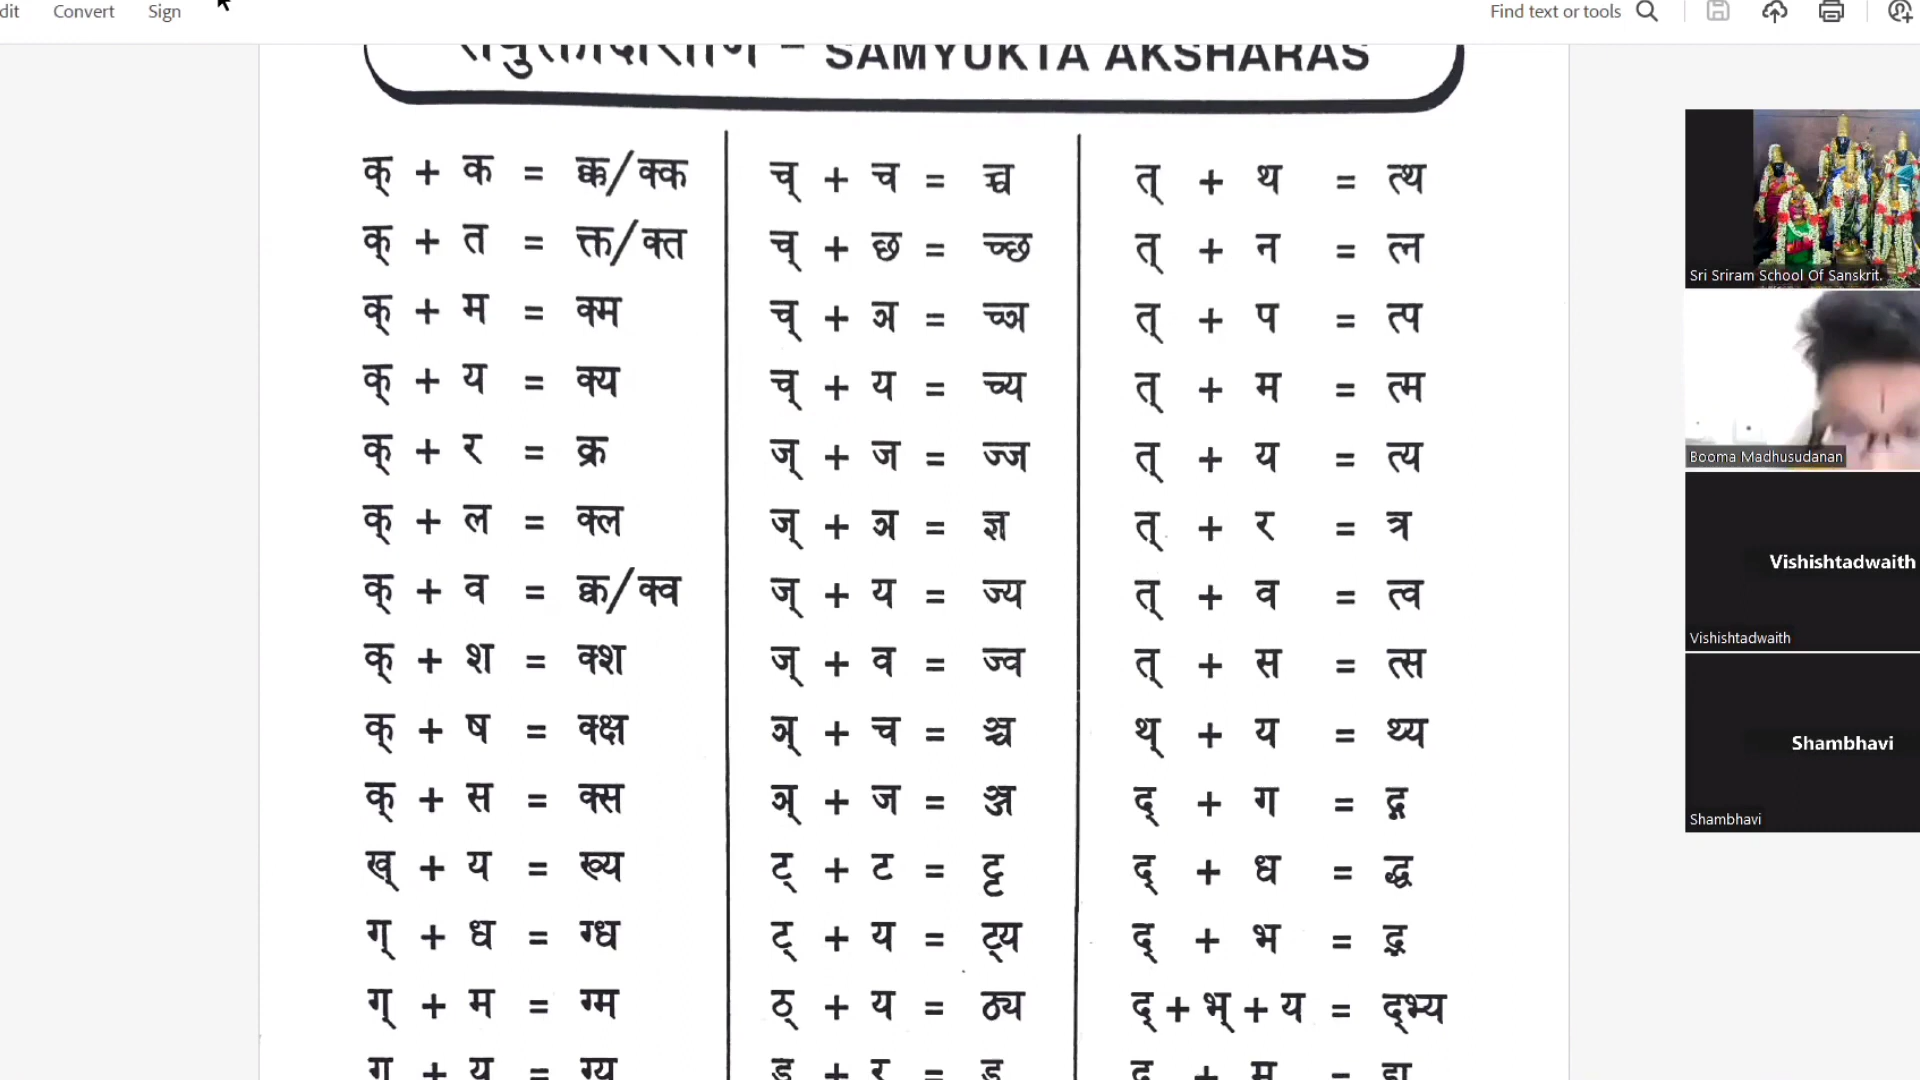 dit Convert Sign Find text or tools
संयुक्ताक्षराणि – SAMYUKTA AKSHARAS
क् + क = क्क/क्‍क
क् + त = क्त/क्‍त
क् + म = क्म
क् + य = क्य
क् + र = क्र
क् + ल = क्ल
क् + व = क्व/क्‍व
क् + श = क्श
क् + ष = क्क्ष
क् + स = क्स
ख् + य = ख्य
ग् + ध = ग्ध
ग् + म = ग्म
ग् + य = ग्य
च् + च = च्च
च् + छ = च्छ
च् + ञ = च्ञ
च् + य = च्य
ज् + ज = ज्ज
ज् + ञ = ज्ञ
ज् + य = ज्य
ज् + व = ज्व
ञ् + च = ञ्च
ञ् + ज = ञ्ज
ट् + ट = ट्ट
ट् + य = ट्य
ठ् + य = ठ्य
त् + थ = त्थ
त् + न = त्न
त् + प = त्प
त् + म = त्म
त् + य = त्य
त् + र = त्र
त् + व = त्व
त् + स = त्स
थ् + य = थ्य
द् + ग = द्ग
द् + ध = द्ध
द् + भ = द्भ
द् + भ् + य = द्भ्य
Sri Sriram School Of Sanskrit.
Booma Madhusudanan
Vishishtadwaith
Vishishtadwaith
Shambhavi
Shambhavi